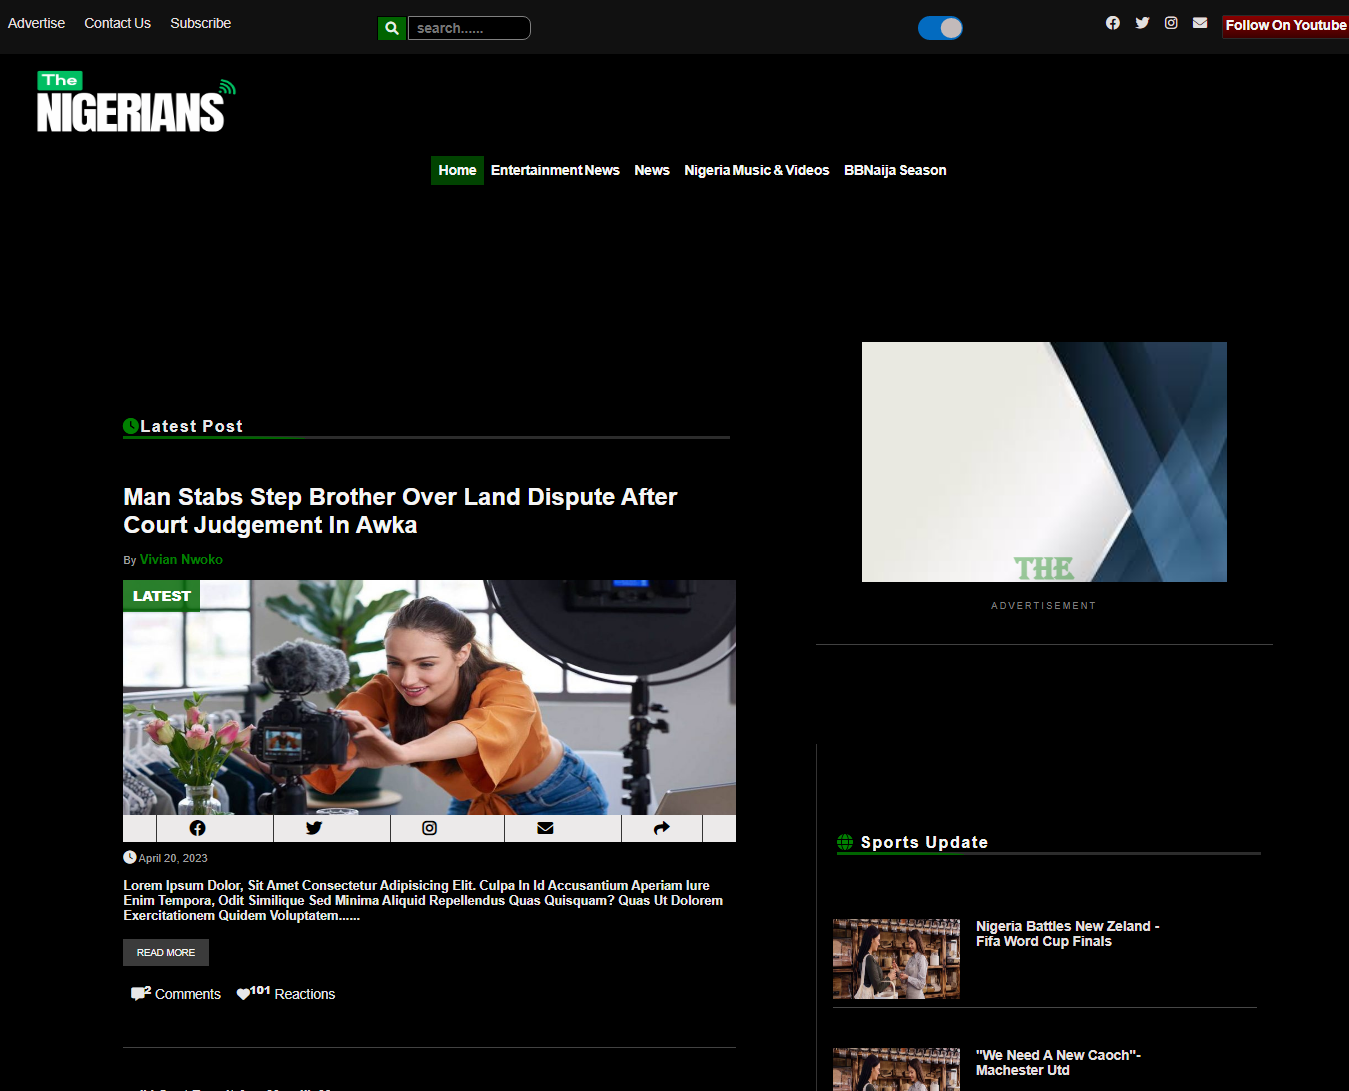 Advertise Contact Us Subscribe
search......
Follow On Youtube
The
NIGERIANS
Home Entertainment News News Nigeria Music & Videos BBNaija Season
Latest Post
Man Stabs Step Brother Over Land Dispute After
Court Judgement In Awka
By Vivian Nwoko
LATEST
April 20, 2023
Lorem Ipsum Dolor, Sit Amet Consectetur Adipisicing Elit. Culpa In Id Accusantium Aperiam Iure
Enim Tempora, Odit Similique Sed Minima Aliquid Repellendus Quas Quisquam? Quas Ut Dolorem
Exercitationem Quidem Voluptatem......
READ MORE
2 Comments 101 Reactions
THE
ADVERTISEMENT
Sports Update
Nigeria Battles New Zeland -
Fifa Word Cup Finals
"We Need A New Caoch"-
Machester Utd